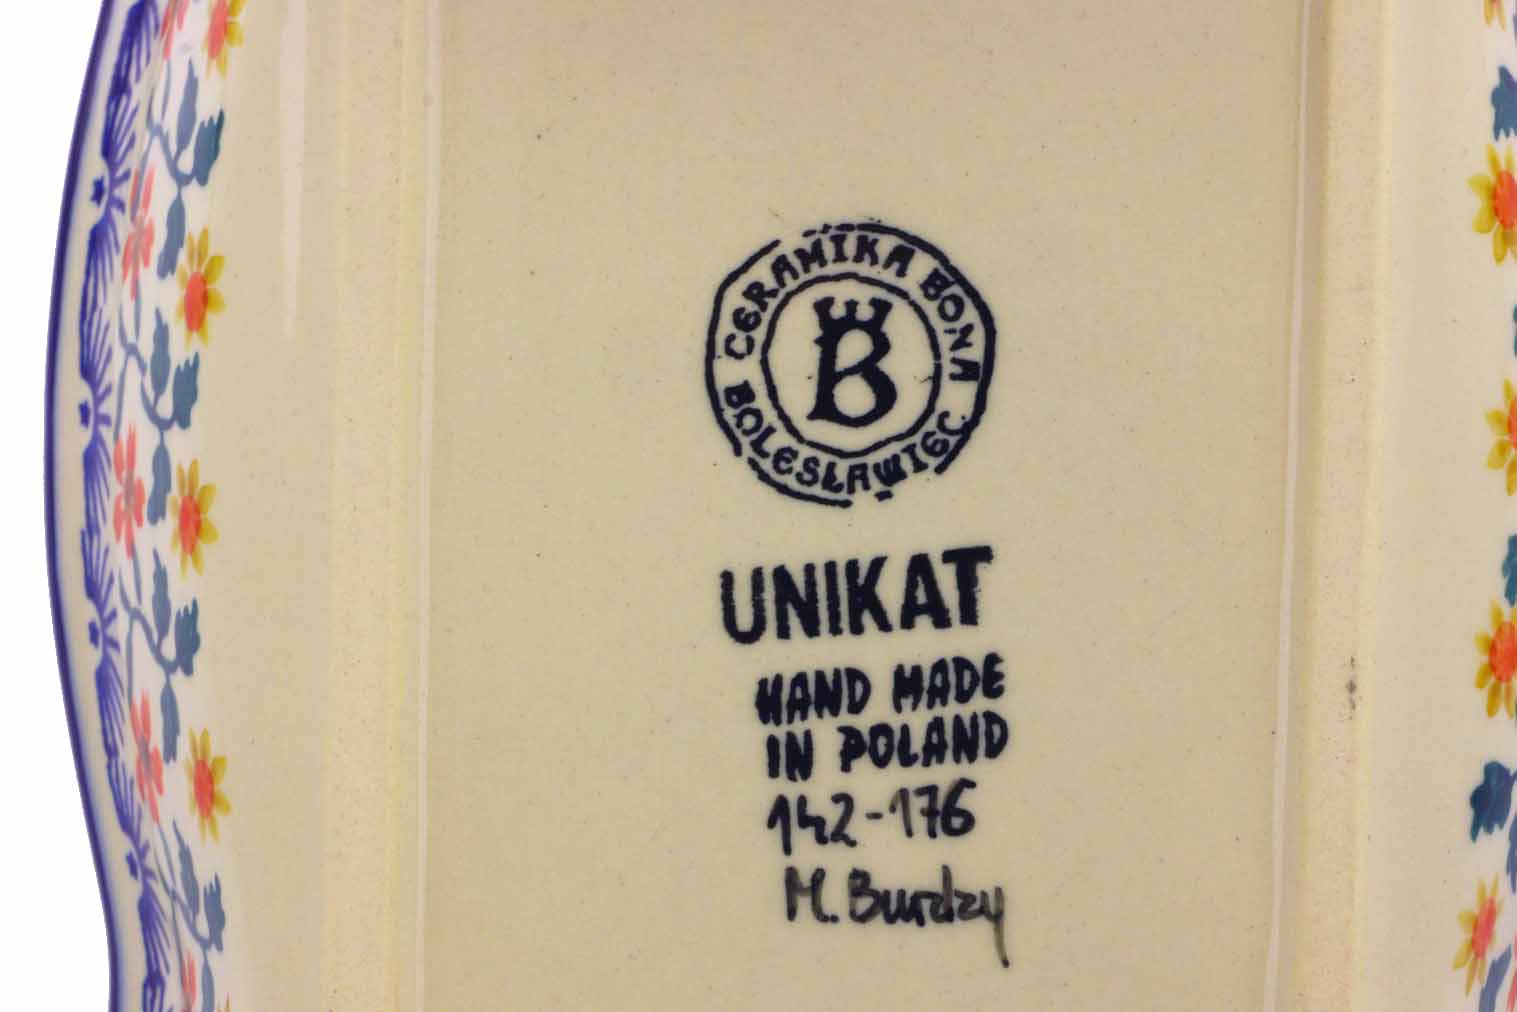 CERAMIKA BONA
BOLESŁAWIEC
B
UNIKAT
HAND MADE
IN POLAND
142-176
M. Burdzy